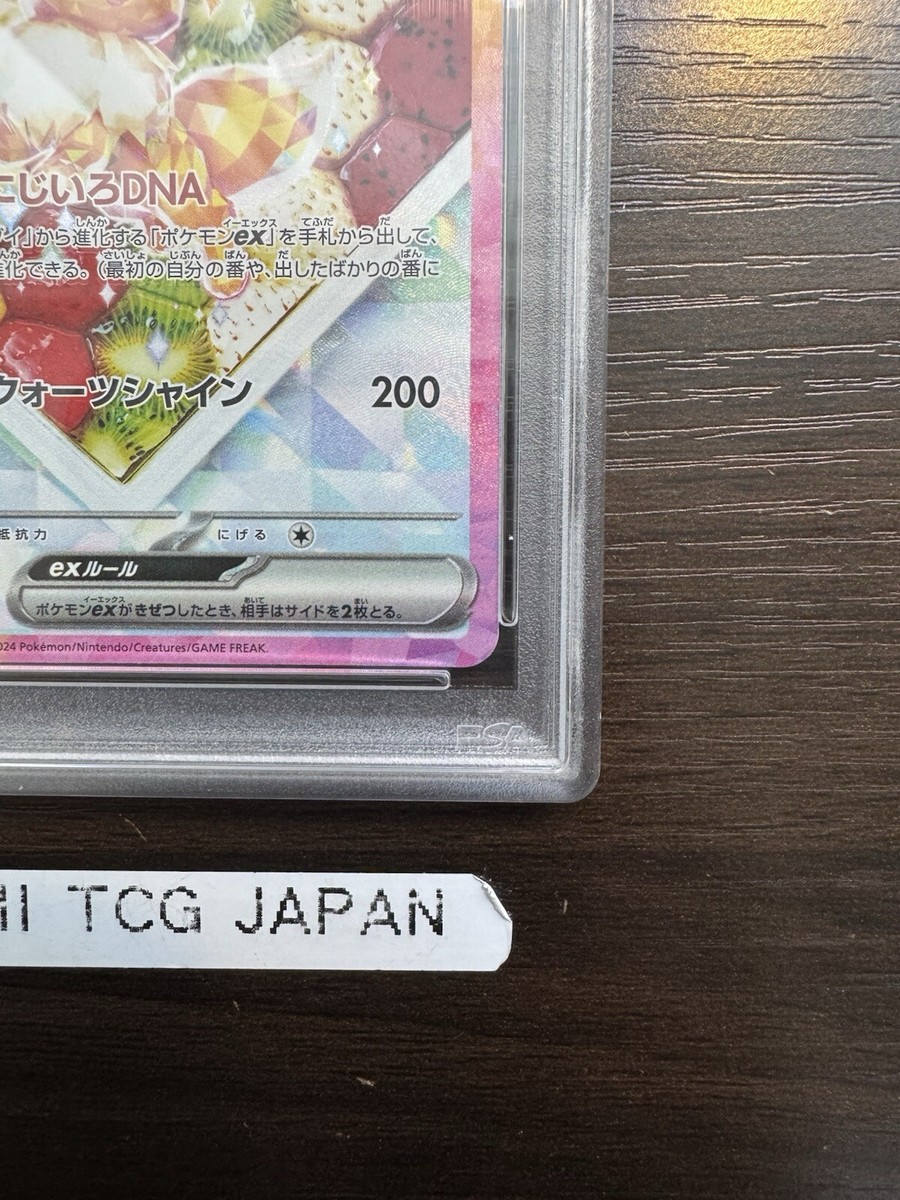 にじいろDNA
イ」から進化する「ポケモンex」を手札から出して、
進化できる。(最初の自分の番や、出したばかりの番に
クォーツシャイン 200
抵抗力 にげる
exルール
ポケモンexがきぜつしたとき、相手はサイドを2枚とる。
2024 Pokémon/Nintendo/Creatures/GAME FREAK.
PSA
TCG JAPAN